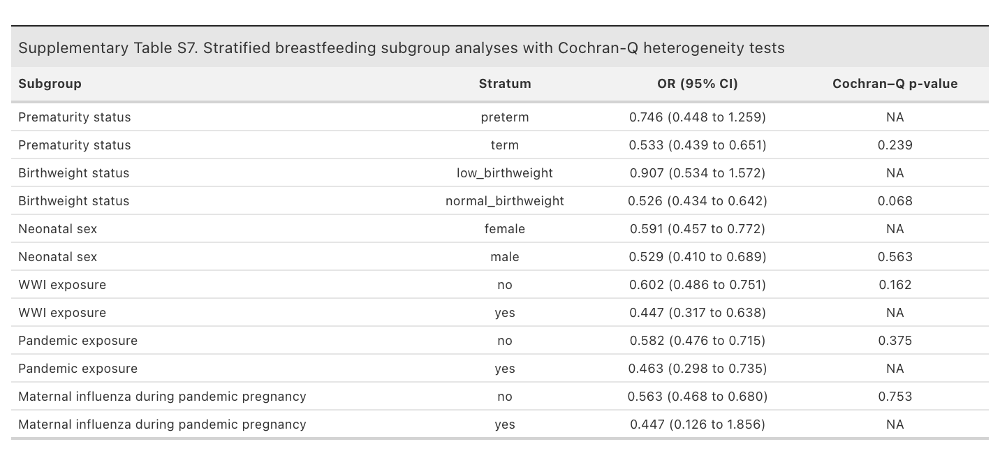 Supplementary Table S7. Stratified breastfeeding subgroup analyses with Cochran-Q heterogeneity tests
Subgroup Stratum OR (95% CI) Cochran–Q p-value
Prematurity status preterm 0.746 (0.448 to 1.259) NA
Prematurity status term 0.533 (0.439 to 0.651) 0.239
Birthweight status low_birthweight 0.907 (0.534 to 1.572) NA
Birthweight status normal_birthweight 0.526 (0.434 to 0.642) 0.068
Neonatal sex female 0.591 (0.457 to 0.772) NA
Neonatal sex male 0.529 (0.410 to 0.689) 0.563
WWI exposure no 0.602 (0.486 to 0.751) 0.162
WWI exposure yes 0.447 (0.317 to 0.638) NA
Pandemic exposure no 0.582 (0.476 to 0.715) 0.375
Pandemic exposure yes 0.463 (0.298 to 0.735) NA
Maternal influenza during pandemic pregnancy no 0.563 (0.468 to 0.680) 0.753
Maternal influenza during pandemic pregnancy yes 0.447 (0.126 to 1.856) NA